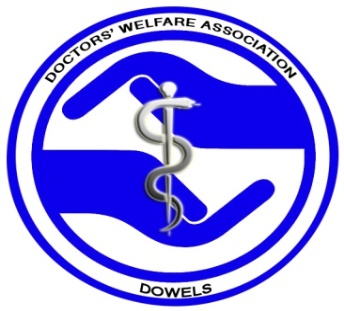 DOCTORS' WELFARE ASSOCIATION
DOWELS